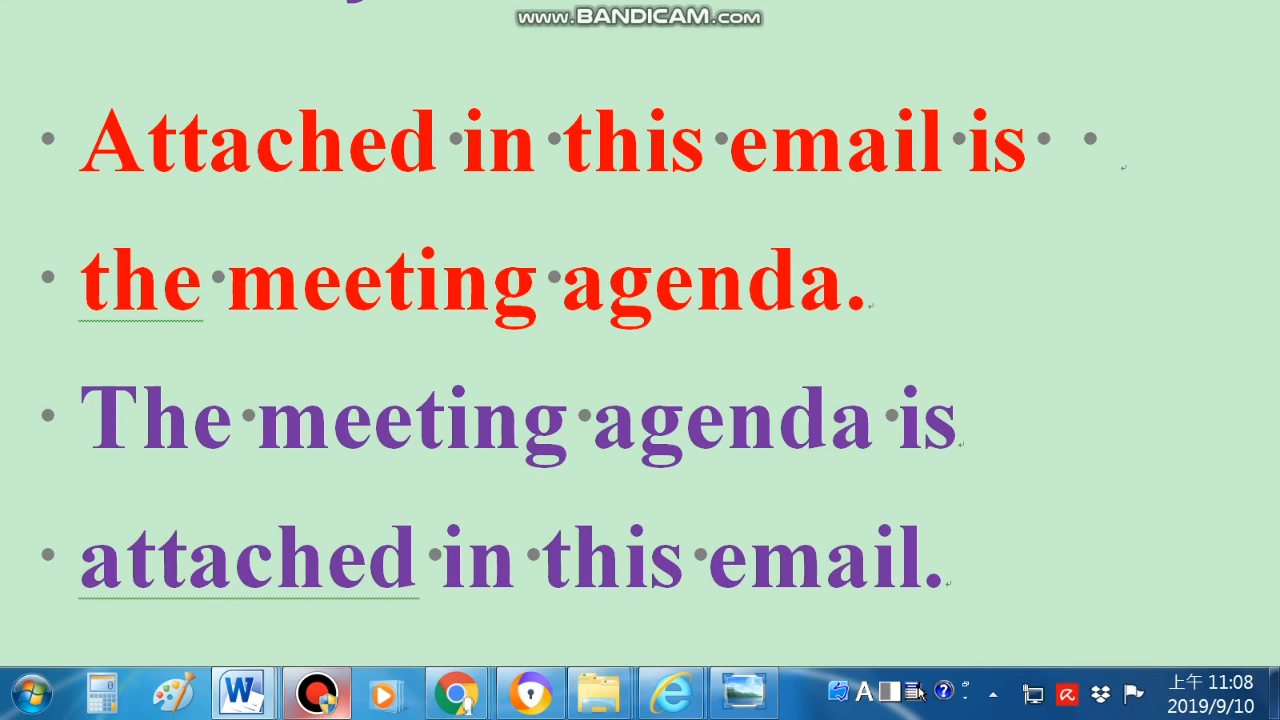 www.BANDICAM.com
Attached in this email is
the meeting agenda.
The meeting agenda is
attached in this email.
上午 11:08
2019/9/10